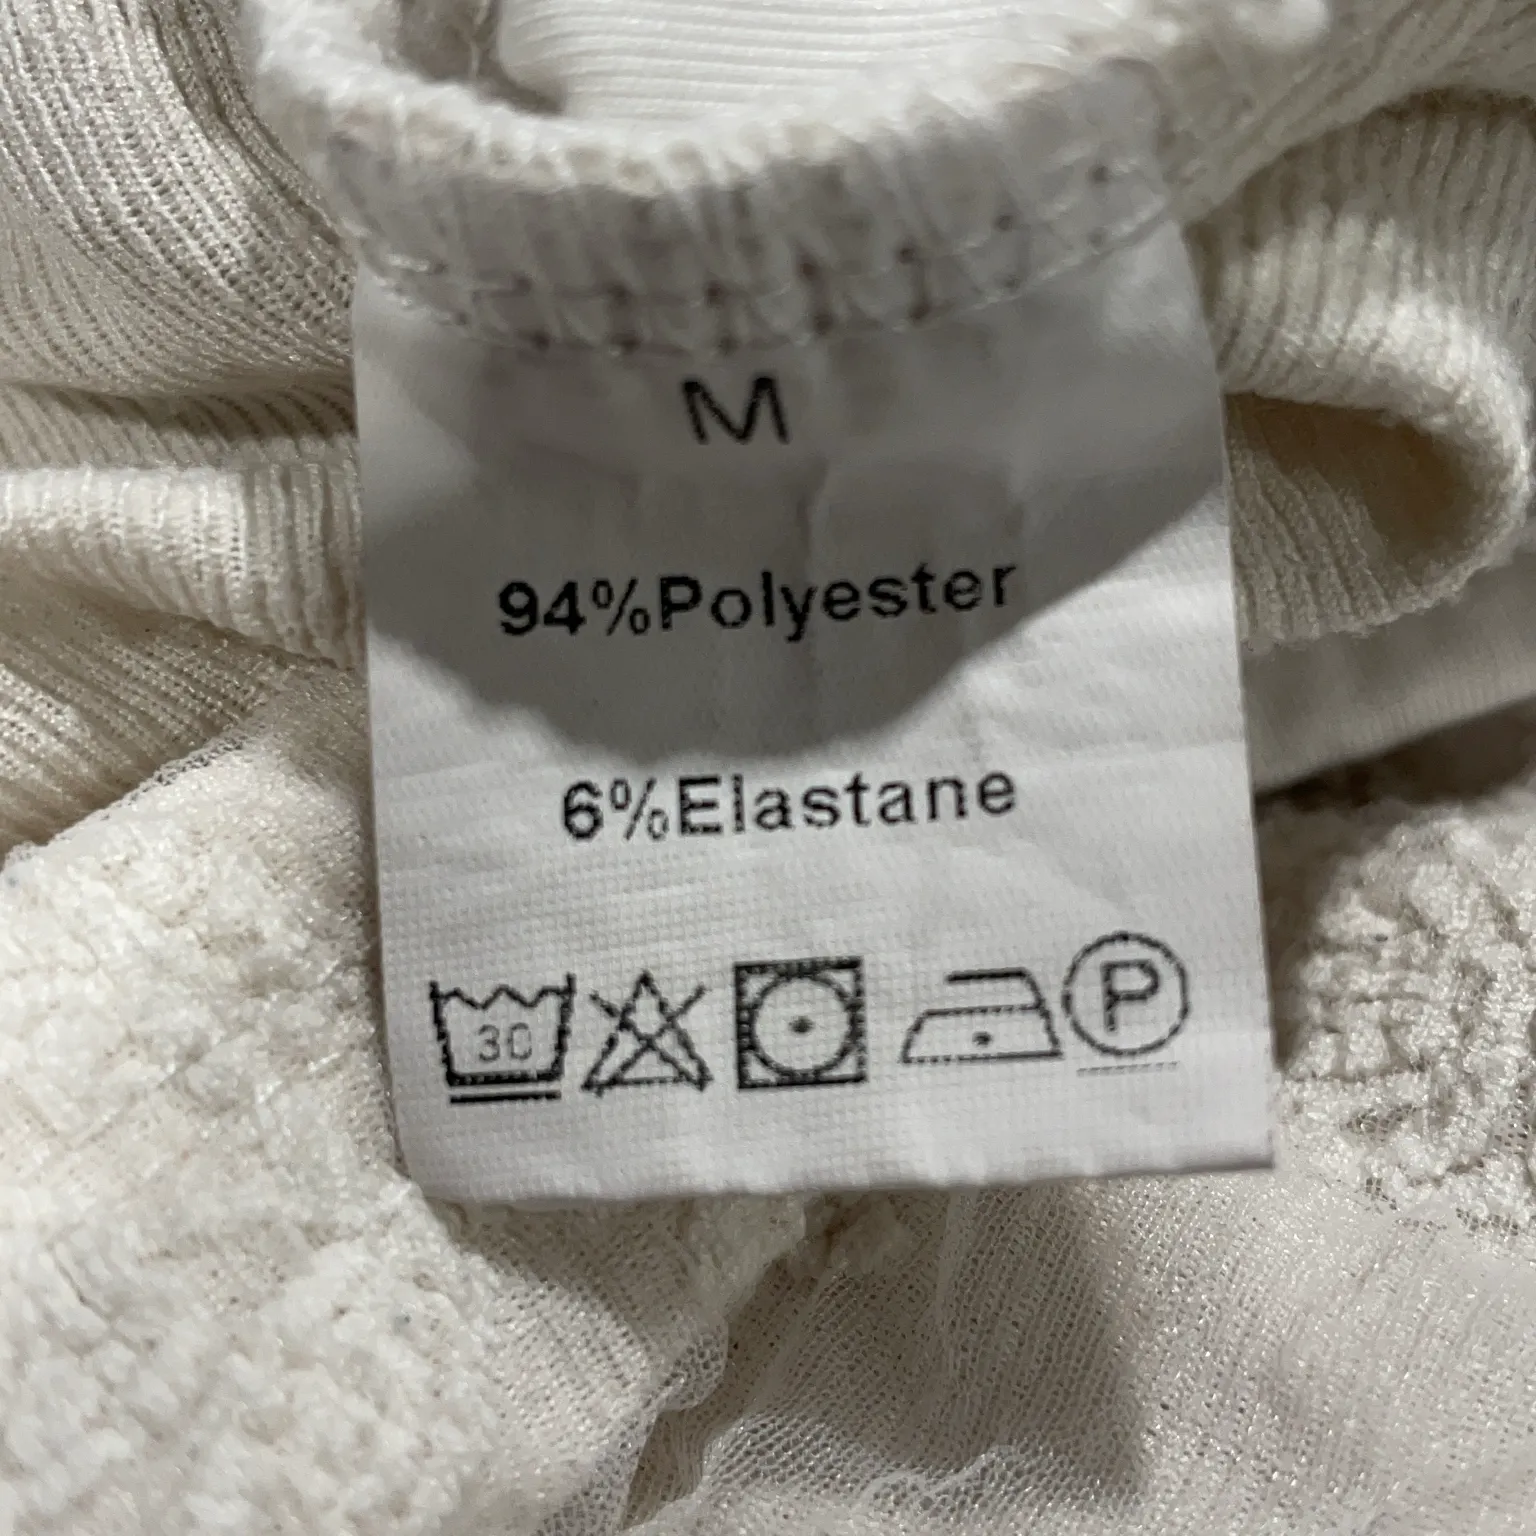 M
94%Polyester
6%Elastane
30 P